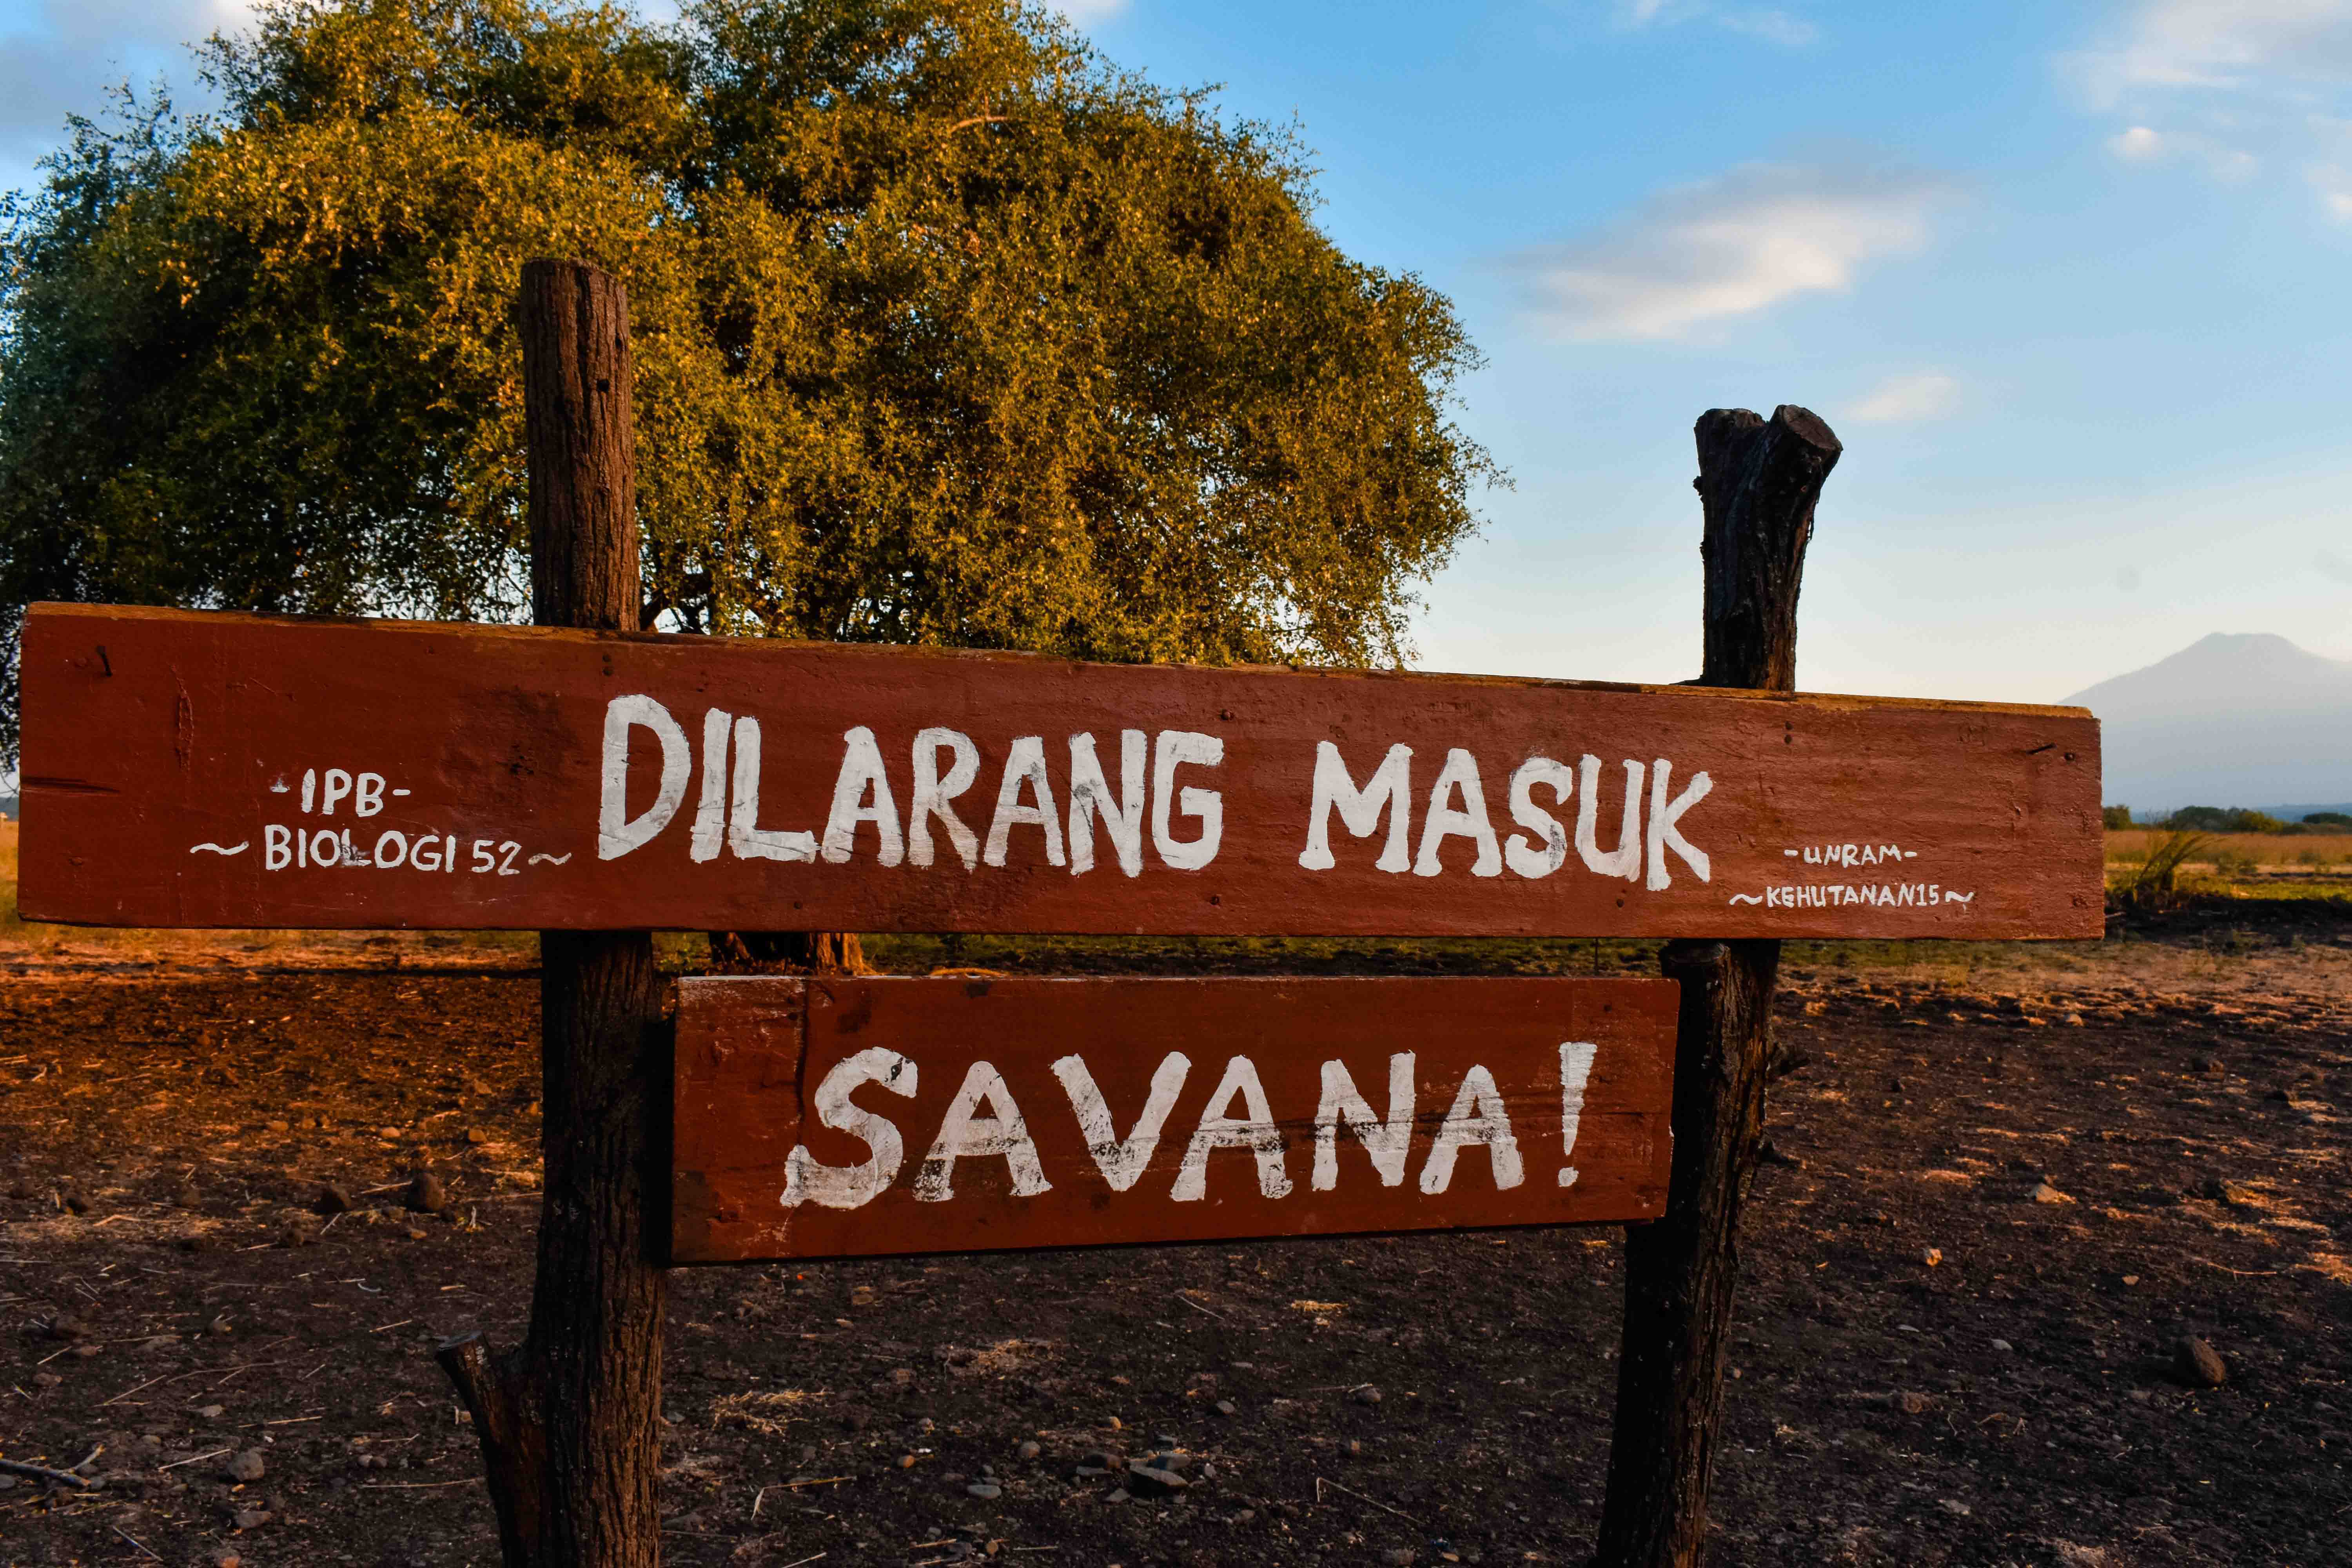 -IPB-
~BIOLOGI 52~
DILARANG MASUK
-UNRAM-
~KEHUTANAN15~
SAVANA!